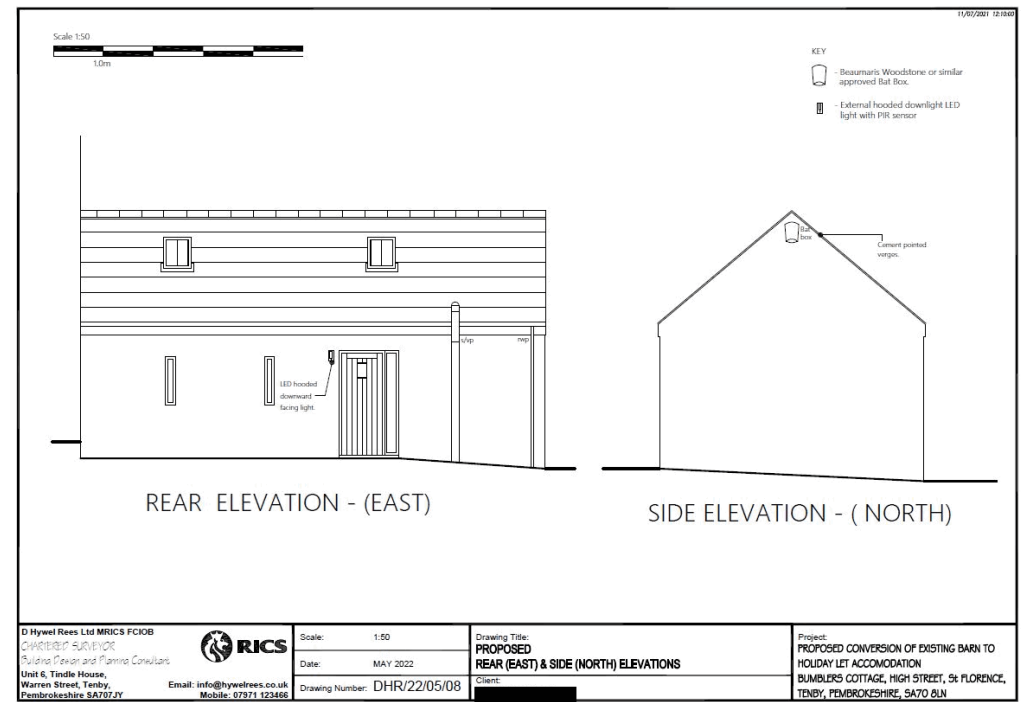 11/07/2021 12:10:00
Scale 1:50
1.0m
KEY
- Beaumaris Woodstone or similar
approved Bat Box.
- External hooded downlight LED
light with PIR sensor
Bat
box
Cement pointed
verges.
s/vp
rwp
LED hooded
downward
facing light
REAR ELEVATION - (EAST)
SIDE ELEVATION - ( NORTH)
D Hywel Rees Ltd MRICS FCIOB
CHARTERED SURVEYOR
Building Design and Planning Consultant
Unit 6, Tindle House,
Warren Street, Tenby,
Pembrokeshire SA707JY
RICS
Email: info@hywelrees.co.uk
Mobile: 07971 123466
Scale: 1:50
Date: MAY 2022
Drawing Number: DHR/22/05/08
Drawing Title:
PROPOSED
REAR (EAST) & SIDE (NORTH) ELEVATIONS
Client:
Project:
PROPOSED CONVERSION OF EXISTING BARN TO
HOLIDAY LET ACCOMODATION
BUMBLERS COTTAGE, HIGH STREET, St FLORENCE,
TENBY, PEMBROKESHIRE, SA70 8LN